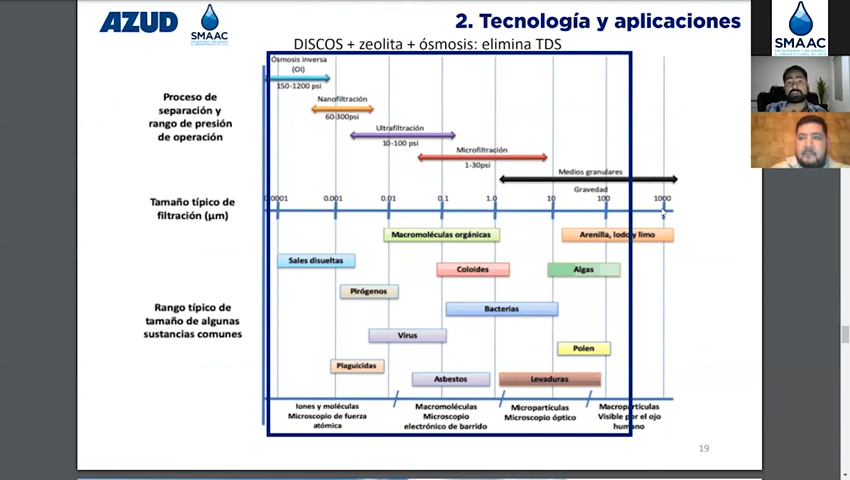 AZUD
SMAAC
2. Tecnología y aplicaciones
SMAAC
DISCOS + zeolita + ósmosis: elimina TDS
Ósmosis inversa
(OI)
150-1200 psi
Proceso de
separación y
rango de presión
de operación
Nanofiltración
60-300psi
Ultrafiltración
10-100 psi
Microfiltración
1-30psi
Medios granulares
Gravedad
Tamaño típico de
filtración (µm)
0.0001 0.001 0.01 0.1 1.0 10 100 1000
Macromoléculas orgánicas
Arenilla, lodo y limo
Sales disueltas
Coloides
Algas
Pirógenos
Rango típico de
tamaño de algunas
sustancias comunes
Bacterias
Virus
Polen
Plaguicidas
Asbestos
Levaduras
Iones y moléculas
Microscopio de fuerza
atómica
Macromoléculas
Microscopio
electrónico de barrido
Micropartículas
Microscopio óptico
Macropartículas
Visible por el ojo
humano
19